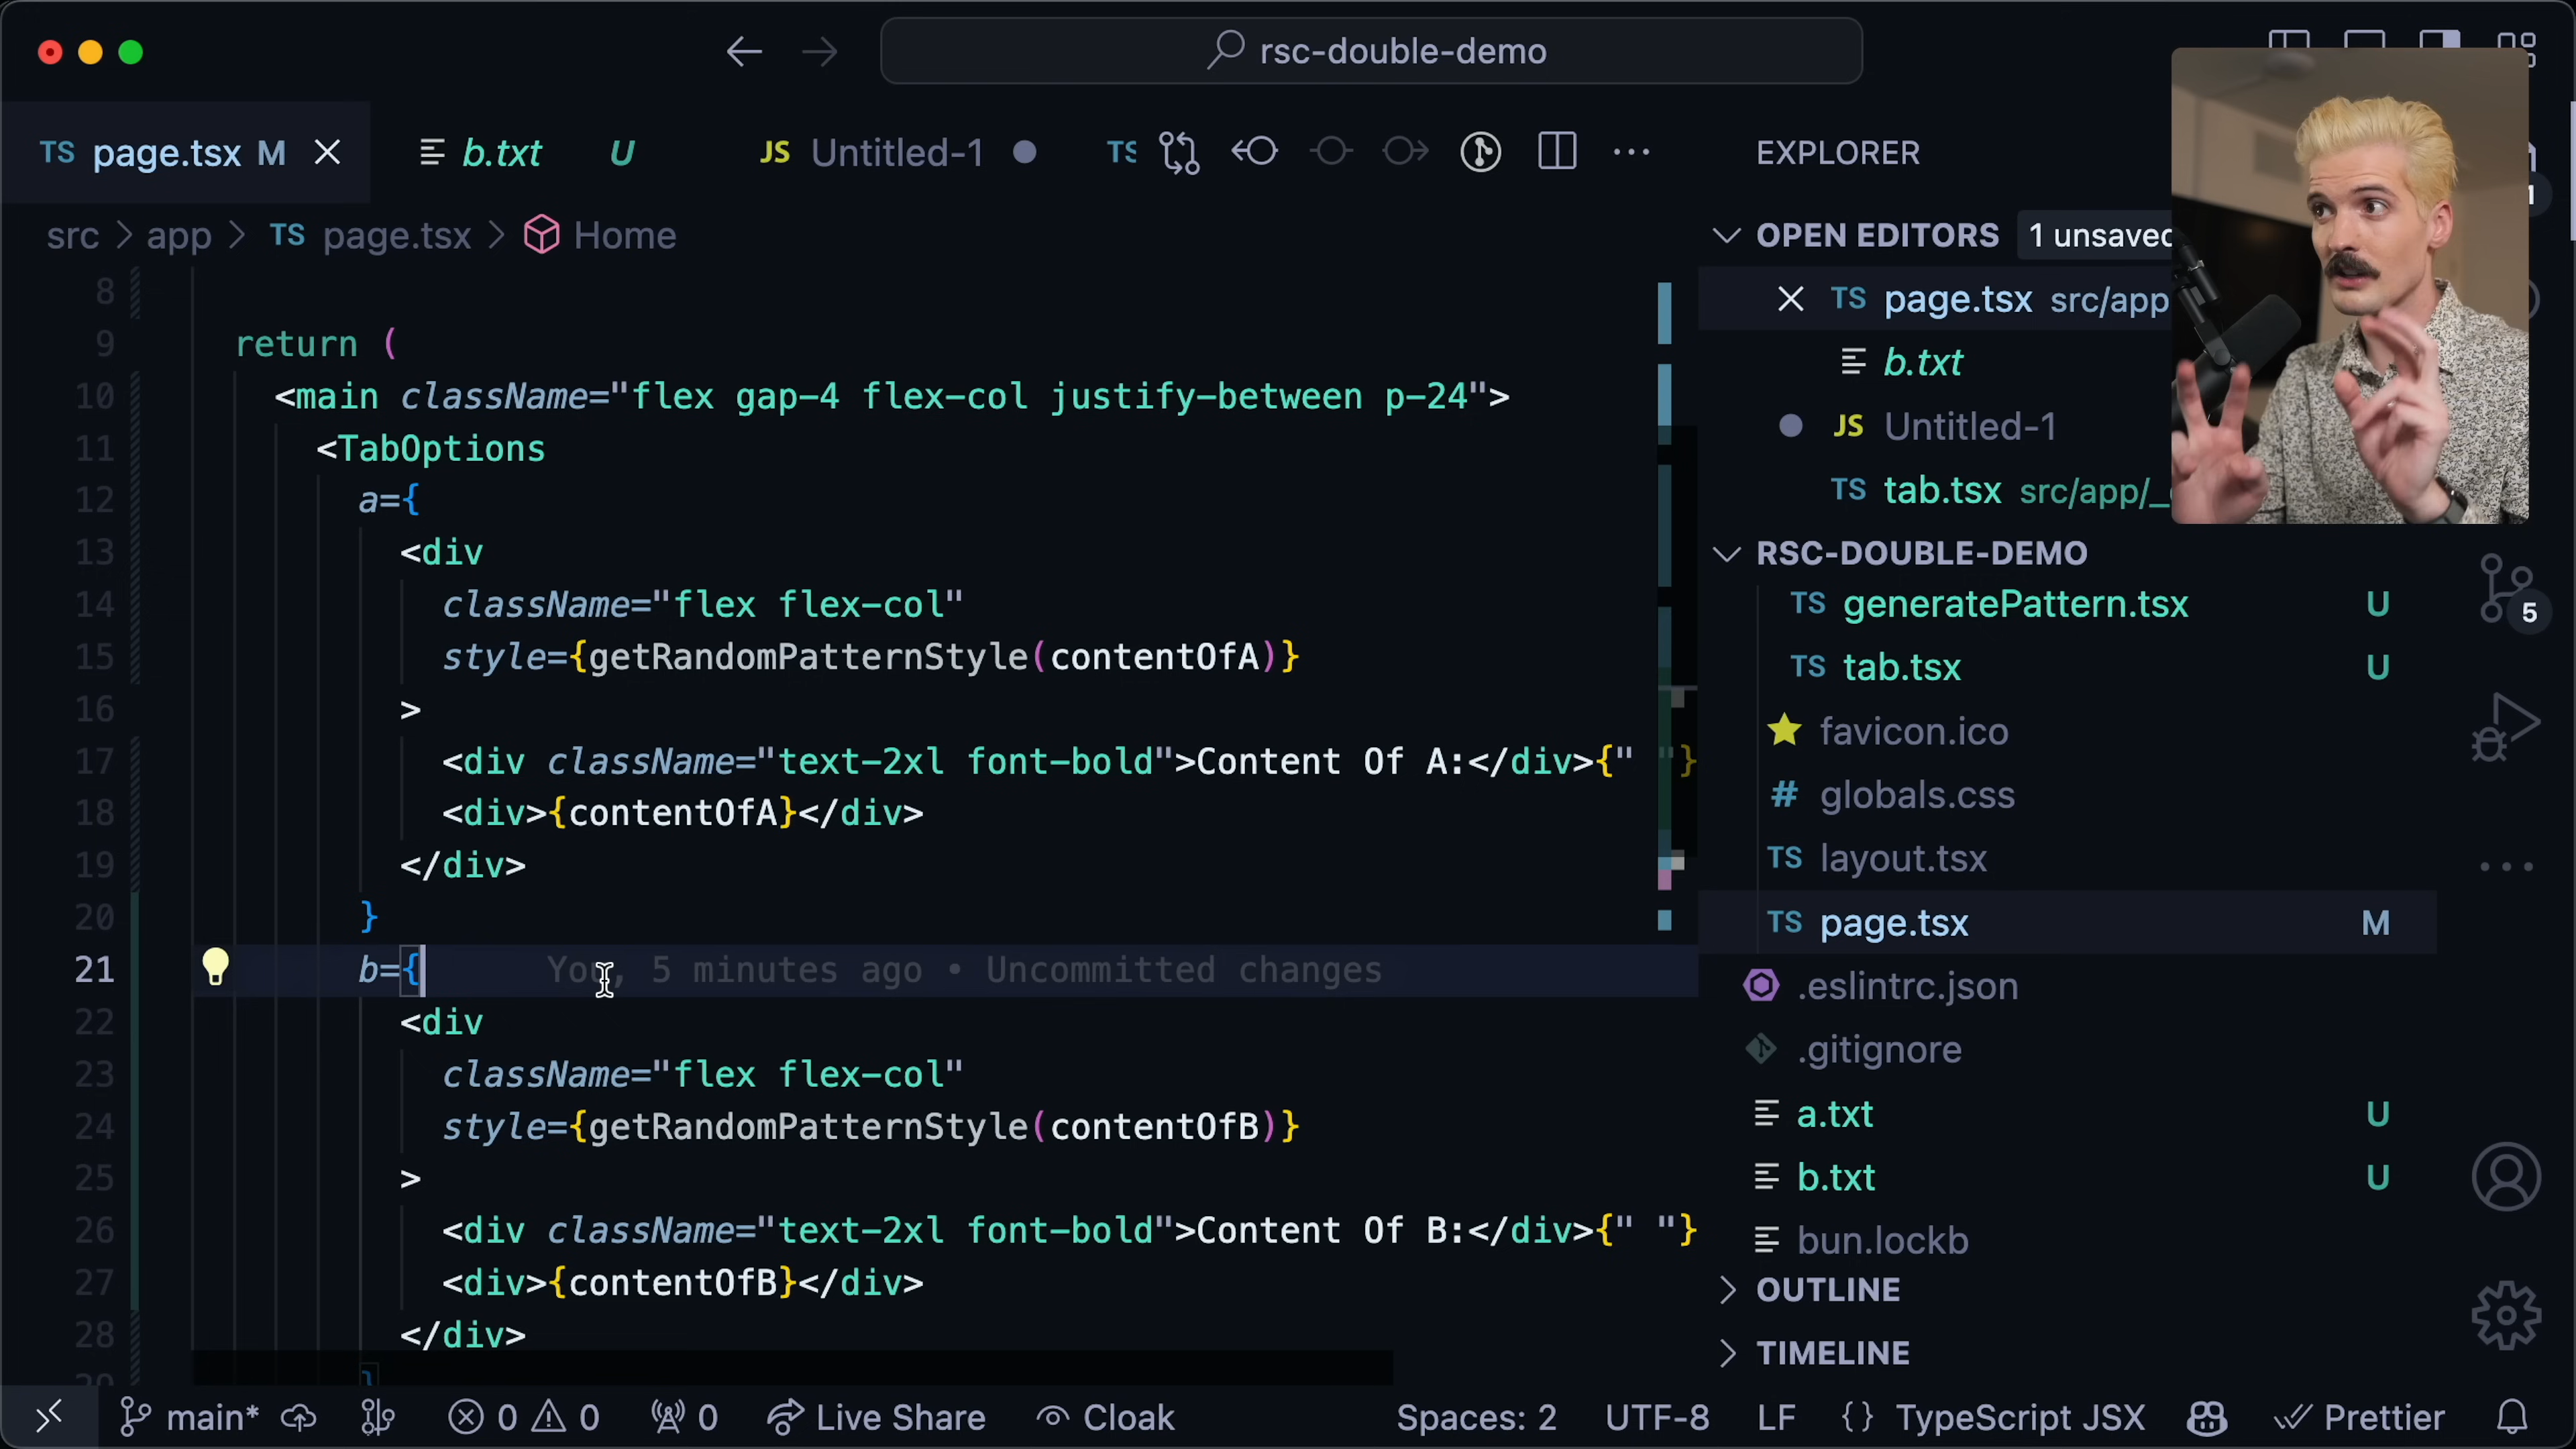 rsc-double-demo
TS page.tsx M
b.txt U
JS Untitled-1
TS
EXPLORER
src > app > TS page.tsx > Home
OPEN EDITORS 1 unsaved
TS page.tsx src/app
b.txt
JS Untitled-1
TS tab.tsx src/app/_
RSC-DOUBLE-DEMO
TS generatePattern.tsx U
TS tab.tsx U
favicon.ico
# globals.css
TS layout.tsx
TS page.tsx M
.eslintrc.json
.gitignore
a.txt U
b.txt U
bun.lockb
OUTLINE
TIMELINE
1
5
8
9 return (
10 <main className="flex gap-4 flex-col justify-between p-24">
11 <TabOptions
12 a={
13 <div
14 className="flex flex-col"
15 style={getRandomPatternStyle(contentOfA)}
16 >
17 <div className="text-2xl font-bold">Content Of A:</div>{" "}
18 <div>{contentOfA}</div>
19 </div>
20 }
21 b={ You, 5 minutes ago • Uncommitted changes
22 <div
23 className="flex flex-col"
24 style={getRandomPatternStyle(contentOfB)}
25 >
26 <div className="text-2xl font-bold">Content Of B:</div>{" "}
27 <div>{contentOfB}</div>
28 </div>
29 }
main* 0 0 0 Live Share Cloak Spaces: 2 UTF-8 LF {} TypeScript JSX Prettier